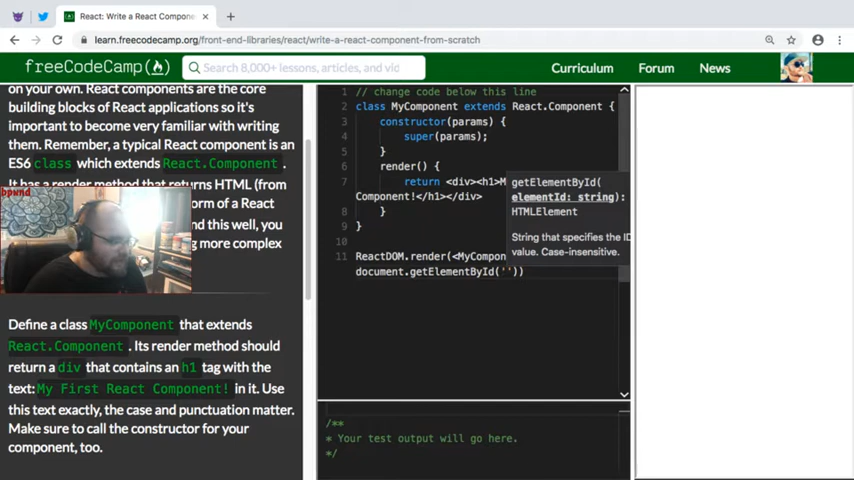 React: Write a React Compone
learn.freecodecamp.org/front-end-libraries/react/write-a-react-component-from-scratch
freeCodeCamp
Search 8,000+ lessons, articles, and vid
Curriculum
Forum
News
on your own. React components are the core
building blocks of React applications so it's
important to become very familiar with writing
them. Remember, a typical React component is an
ES6 class which extends React.Component.
It has a render method that returns HTML (from
bpwnd
orm of a React
nd this well, you
g more complex
Define a class MyComponent that extends
React.Component. Its render method should
return a div that contains an h1 tag with the
text: My First React Component! in it. Use
this text exactly, the case and punctuation matter.
Make sure to call the constructor for your
component, too.
1 // change code below this line
2 class MyComponent extends React.Component {
3 constructor(params) {
4 super(params);
5 }
6 render() {
7 return <div><h1>M
Component!</h1></div>
8 }
9 }
10
11 ReactDOM.render(<MyCompon
document.getElementById(''))
getElementById(
elementId: string):
HTMLElement
String that specifies the ID
value. Case-insensitive.
/**
* Your test output will go here.
*/